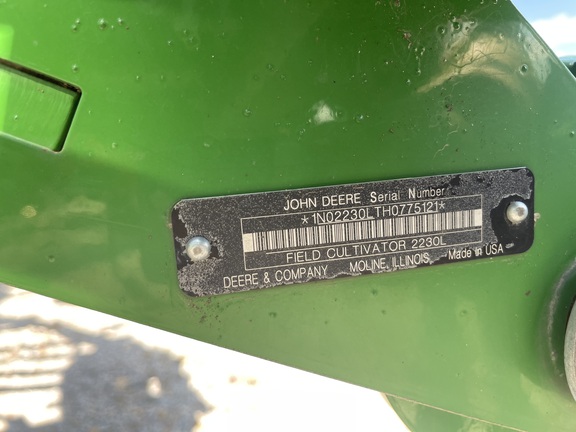 JOHN DEERE Serial Number
*1N02230LTH0775121*
FIELD CULTIVATOR 2230L
DEERE & COMPANY MOLINE, ILLINOIS Made in USA